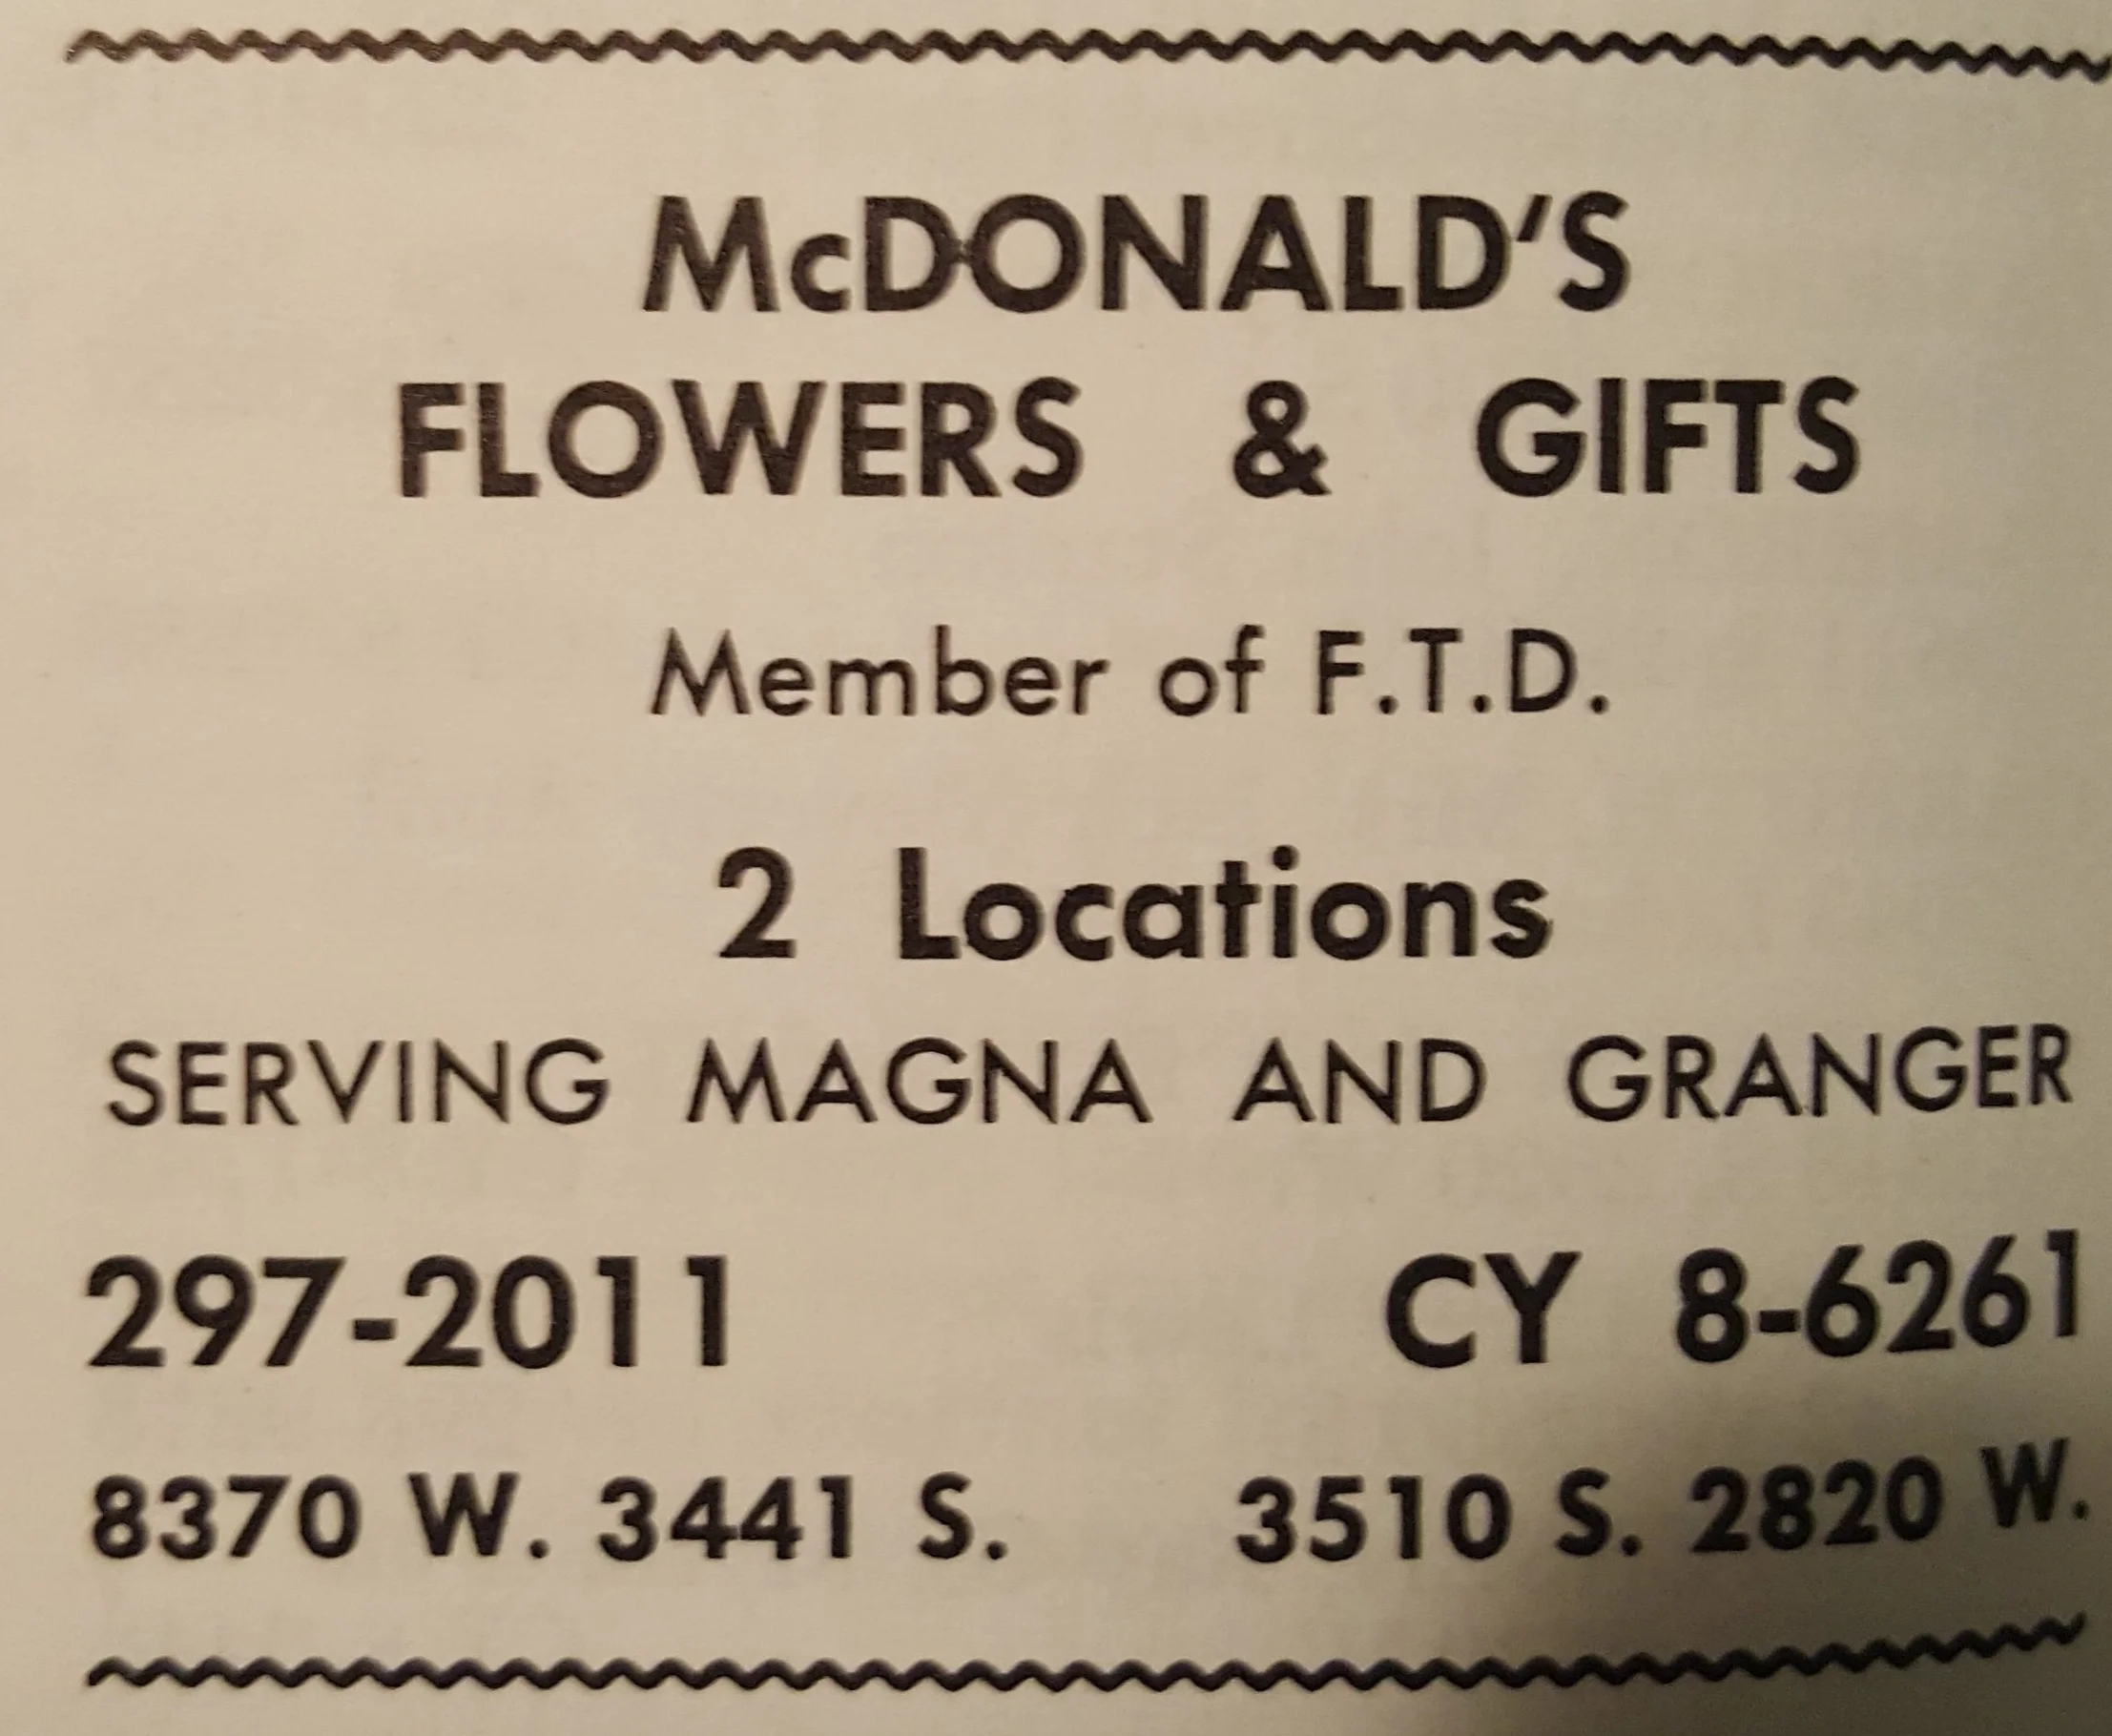 McDONALD'S
FLOWERS & GIFTS
Member of F.T.D.
2 Locations
SERVING MAGNA AND GRANGER
297-2011 CY 8-6261
8370 W. 3441 S. 3510 S. 2820 W.